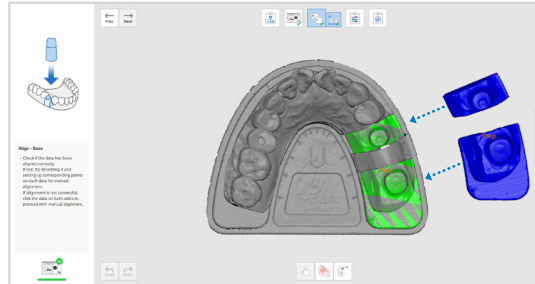 Prev.
Next
Align - Base
- Check if the data has been
aligned correctly.
If not, try detaching it and
setting up corresponding points
on each data for manual
alignment.
- If alignment is not successful,
click the data on both sides to
proceed with manual alignment.